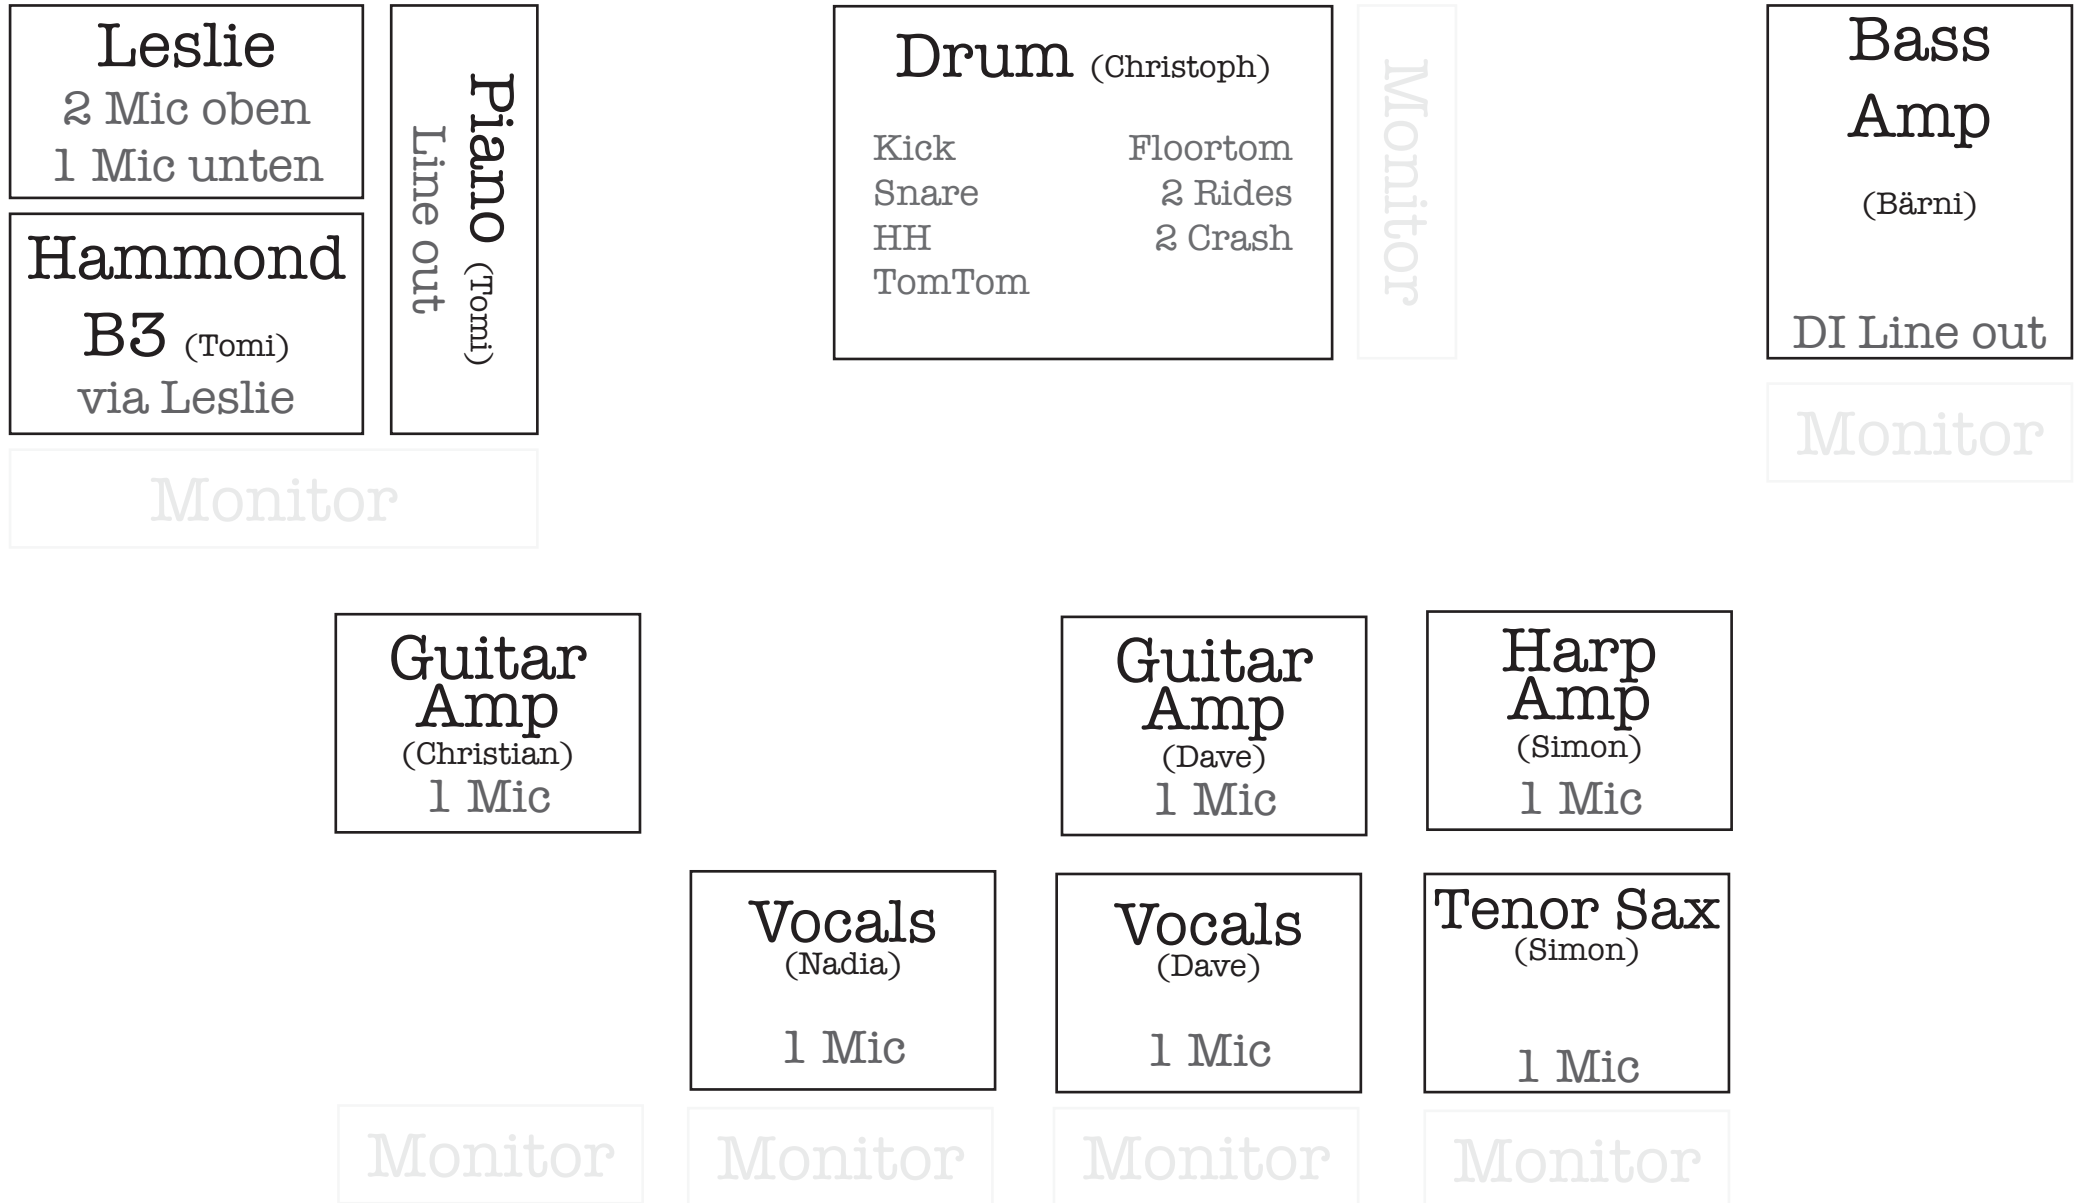 Leslie
2 Mic oben
1 Mic unten
Hammond
B3 (Tomi)
via Leslie
Piano (Tomi)
Line out
Monitor
Drum (Christoph)
Kick
Snare
HH
TomTom
Floortom
2 Rides
2 Crash
Monitor
Bass
Amp
(Bärni)
DI Line out
Monitor
Guitar
Amp
(Christian)
1 Mic
Guitar
Amp
(Dave)
1 Mic
Harp
Amp
(Simon)
1 Mic
Vocals
(Nadia)
1 Mic
Vocals
(Dave)
1 Mic
Tenor Sax
(Simon)
1 Mic
Monitor
Monitor
Monitor
Monitor